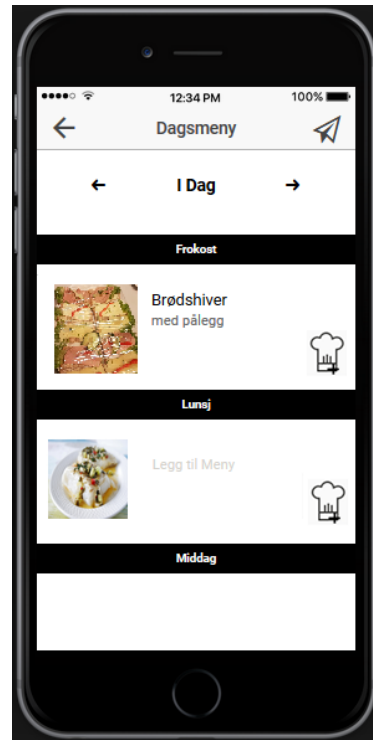 12:34 PM
100%
Dagsmeny
I Dag
Frokost
Brødshiver
med pålegg
Lunsj
Legg til Meny
Middag